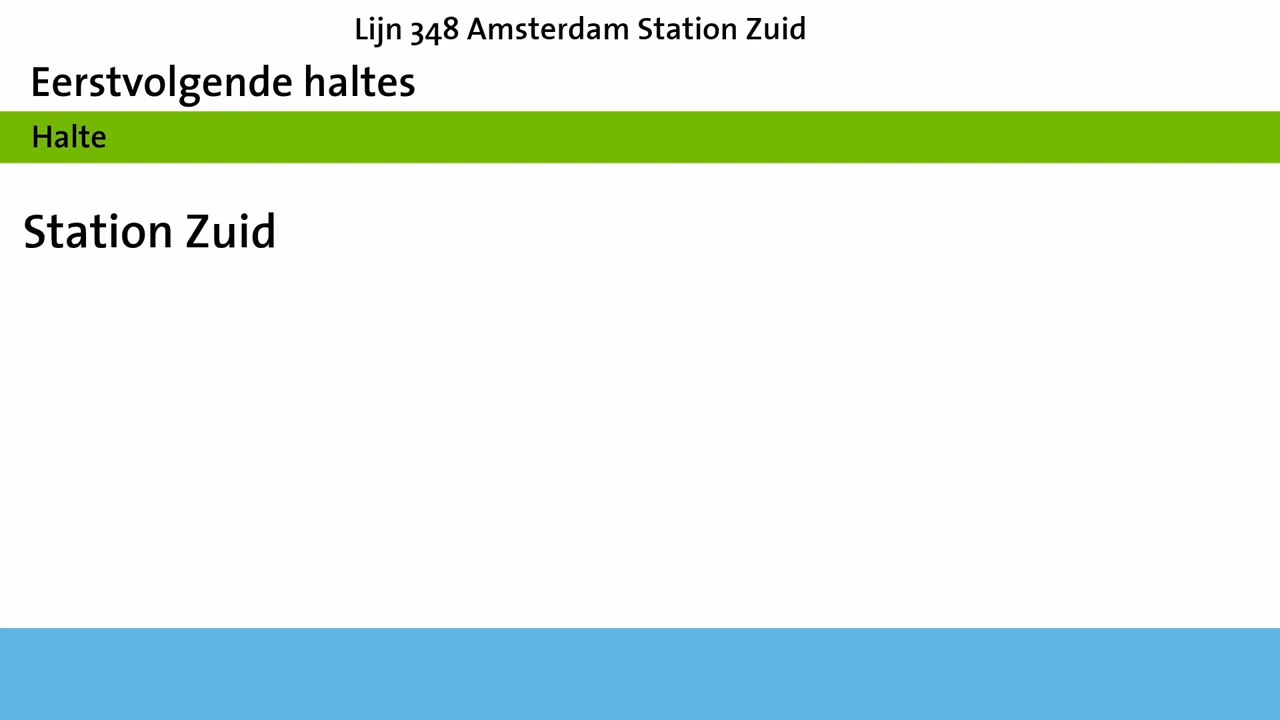 Lijn 348 Amsterdam Station Zuid
Eerstvolgende haltes
Halte
Station Zuid